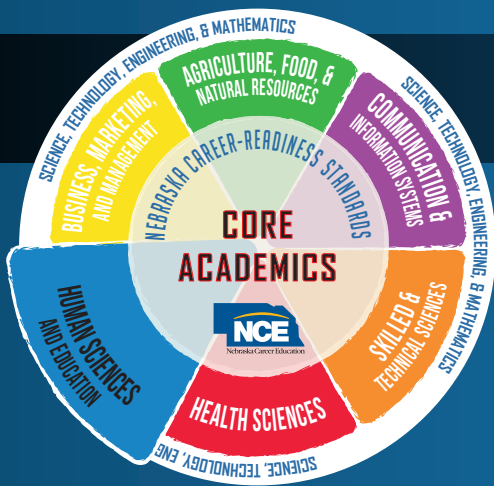 SCIENCE, TECHNOLOGY, ENGINEERING, & MATHEMATICS
AGRICULTURE, FOOD, &
NATURAL RESOURCES
SCIENCE, TECHNOLOGY, ENGINEERING, & MATHEMATICS
COMMUNICATION &
INFORMATION SYSTEMS
BUSINESS, MARKETING,
AND MANAGEMENT
NEBRASKA CAREER-READINESS STANDARDS
CORE
ACADEMICS
NCE
Nebraska Career Education
HUMAN SCIENCES
AND EDUCATION
SKILLED &
TECHNICAL SCIENCES
HEALTH SCIENCES
SCIENCE, TECHNOLOGY, ENG